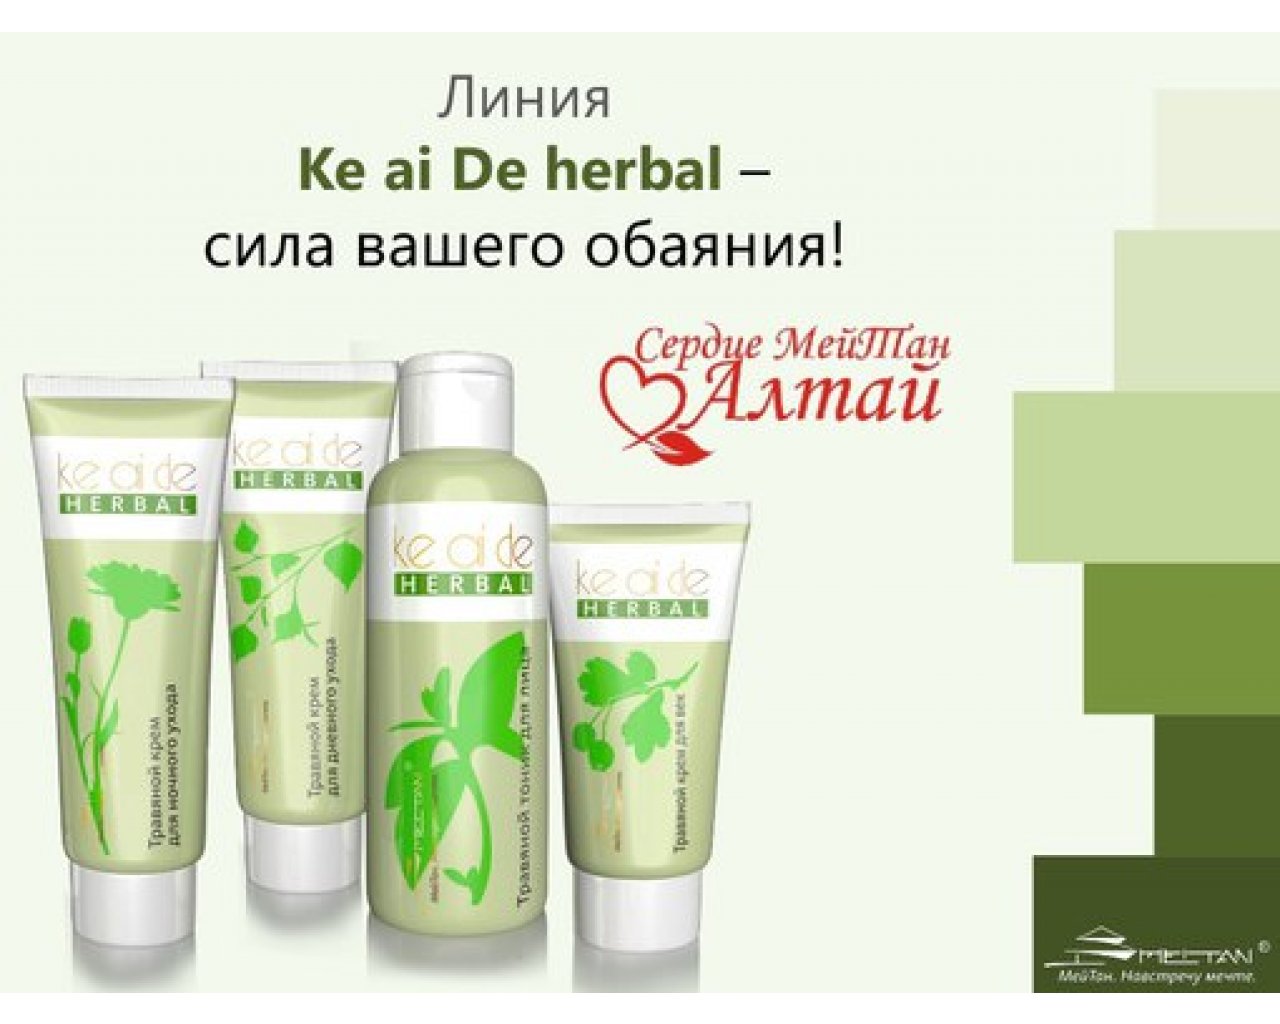 Линия
Ke ai De herbal –
сила вашего обаяния!
Сердце МейТан
Алтай
ke ai de
HERBAL
Травяной крем
для ночного ухода
ke ai de
HERBAL
Травяной крем
для дневного ухода
ke ai de
HERBAL
Травяной тоник для лица
MEITAN®
ke ai de
HERBAL
Травяной крем для век
MEITAN®
МейТан. Навстречу мечте.